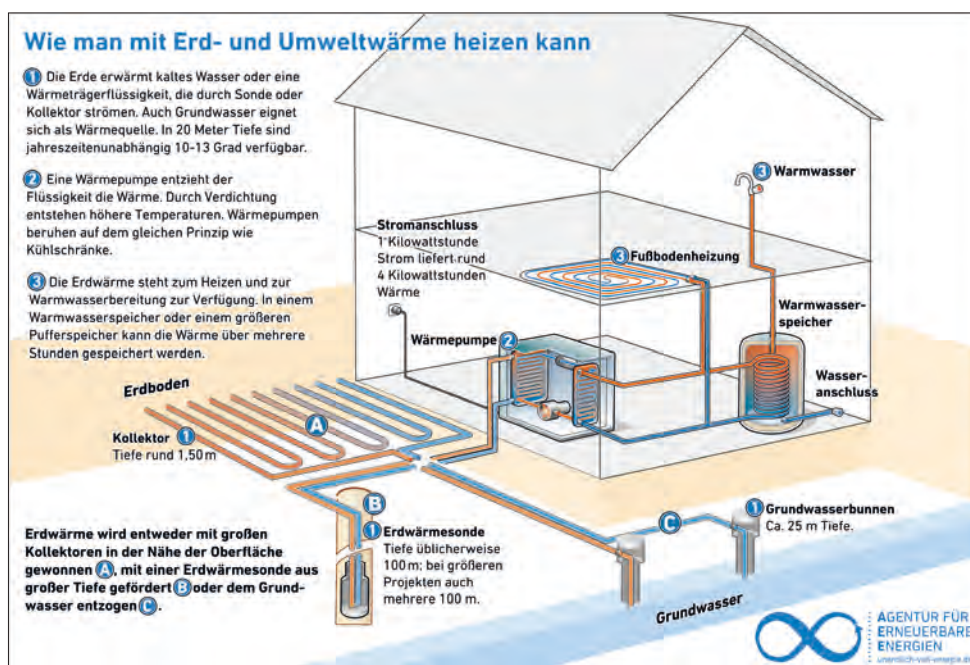 Wie man mit Erd- und Umweltwärme heizen kann
1 Die Erde erwärmt kaltes Wasser oder eine
Wärmeträgerflüssigkeit, die durch Sonde oder
Kollektor strömen. Auch Grundwasser eignet
sich als Wärmequelle. In 20 Meter Tiefe sind
jahreszeitenunabhängig 10-13 Grad verfügbar.
2 Eine Wärmepumpe entzieht der
Flüssigkeit die Wärme. Durch Verdichtung
entstehen höhere Temperaturen. Wärmepumpen
beruhen auf dem gleichen Prinzip wie
Kühlschränke.
3 Die Erdwärme steht zum Heizen und zur
Warmwasserbereitung zur Verfügung. In einem
Warmwasserspeicher oder einem größeren
Pufferspeicher kann die Wärme über mehrere
Stunden gespeichert werden.
3 Warmwasser
Stromanschluss
1 Kilowattstunde
Strom liefert rund
4 Kilowattstunden
Wärme
3 Fußbodenheizung
Warmwasser-
speicher
Wärmepumpe 2
Wasser-
anschluss
Erdboden
A
Kollektor 1
Tiefe rund 1,50 m
B
1 Erdwärmesonde
Tiefe üblicherweise
100 m; bei größeren
Projekten auch
mehrere 100 m.
C
1 Grundwasserbunnen
Ca. 25 m Tiefe.
Grundwasser
Erdwärme wird entweder mit großen
Kollektoren in der Nähe der Oberfläche
gewonnen A, mit einer Erdwärmesonde aus
großer Tiefe gefördert B oder dem Grund-
wasser entzogen C.
AGENTUR FÜR
ERNEUERBARE
ENERGIEN
unendlich-viel-energie.de